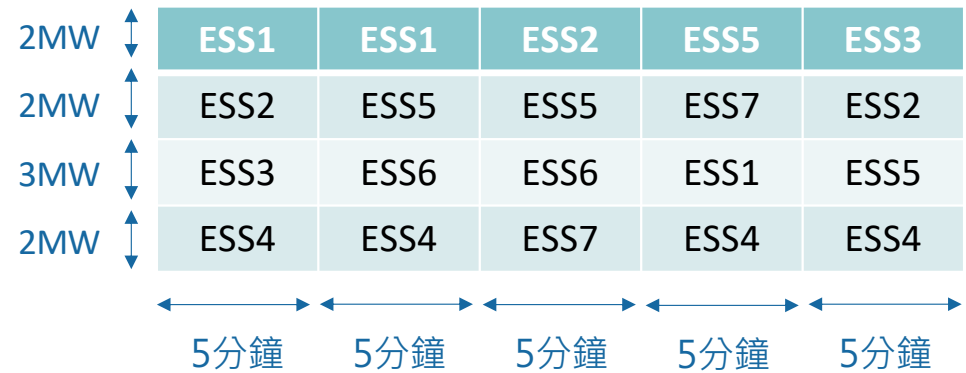 2MW ESS1 ESS1 ESS2 ESS5 ESS3
2MW ESS2 ESS5 ESS5 ESS7 ESS2
3MW ESS3 ESS6 ESS6 ESS1 ESS5
2MW ESS4 ESS4 ESS7 ESS4 ESS4
5分鐘 5分鐘 5分鐘 5分鐘 5分鐘